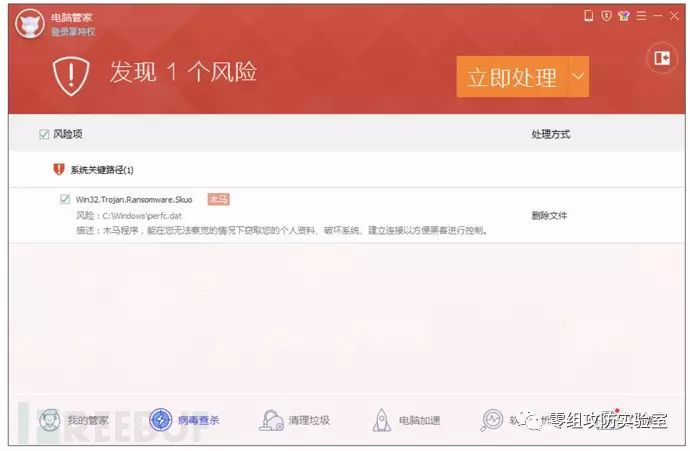 电脑管家
登录享特权
发现 1 个风险
立即处理
风险项 处理方式
系统关键路径(1)
Win32.Trojan.Ransomware.Skuo 木马
风险：C:\Windows\perfc.dat
删除文件
描述：木马程序，能在您无法察觉的情况下窃取您的个人资料、破坏系统、建立连接以方便黑客进行控制。
我的管家 病毒查杀 清理垃圾 电脑加速
零组攻防实验室
REEBUF